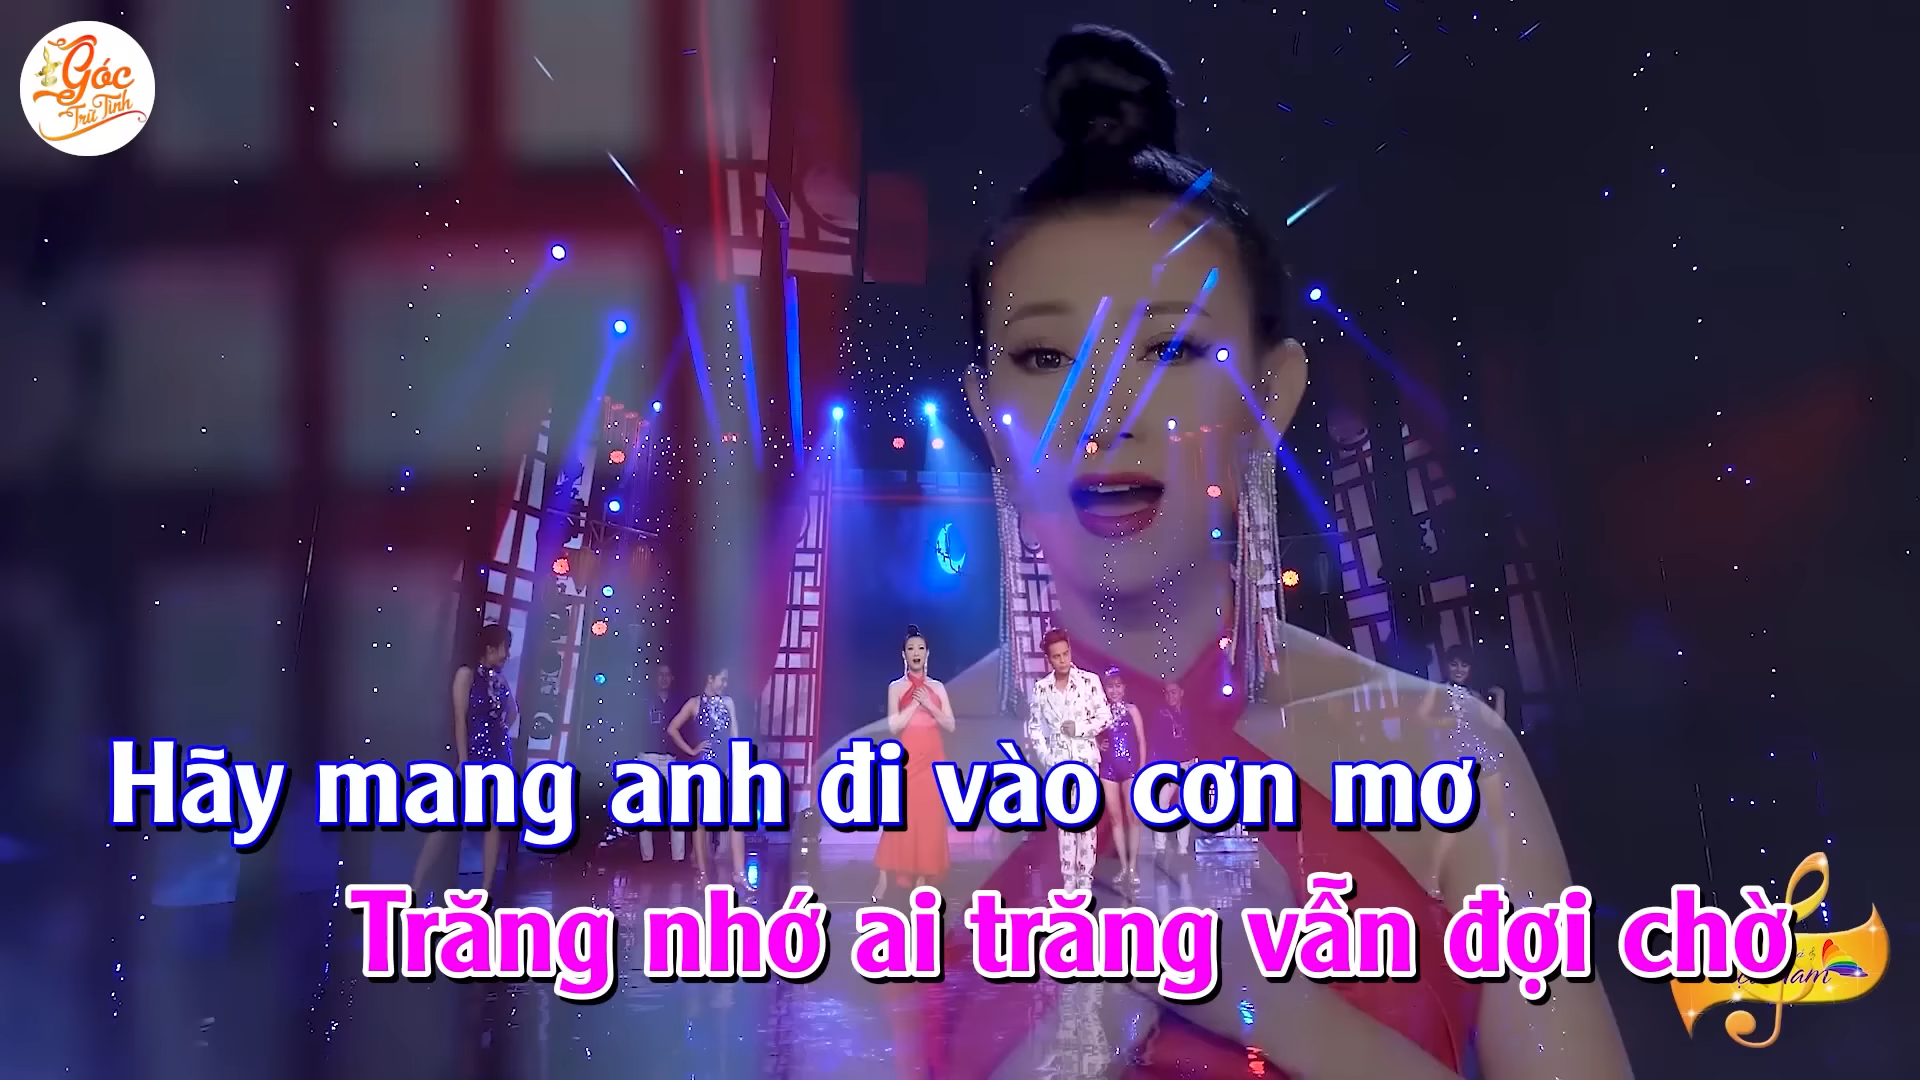 Góc
Trữ Tình
Hãy mang anh đi vào cơn mơ
Trăng nhớ ai trăng vẫn đợi chờ